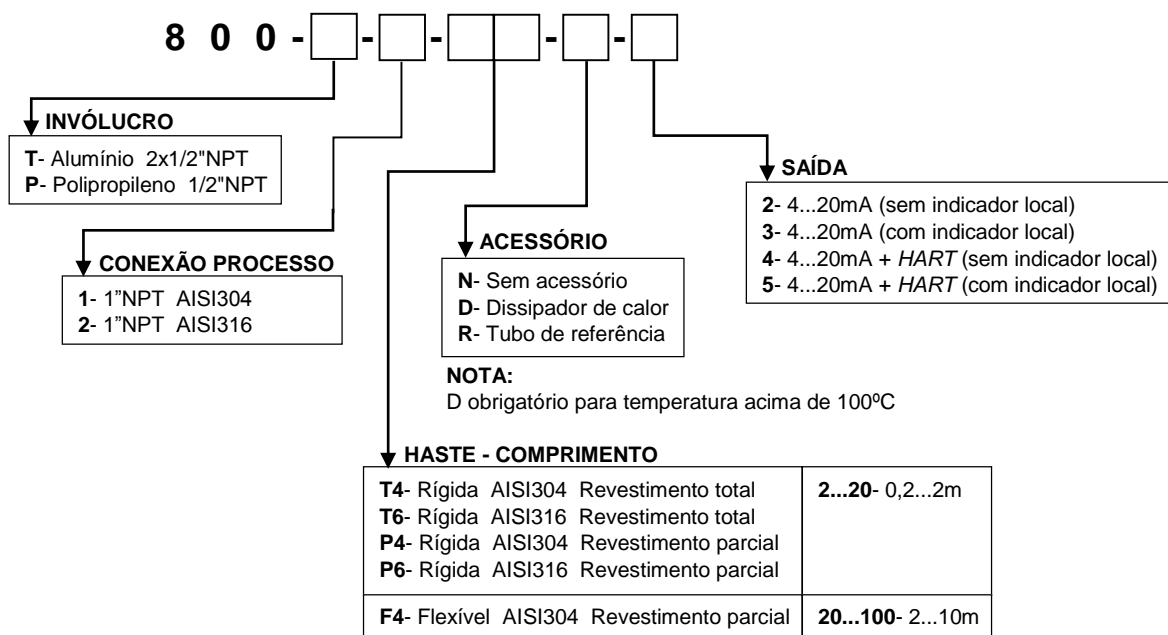 8 0 0 - - - - -
INVÓLUCRO
T- Alumínio 2x1/2"NPT
P- Polipropileno 1/2"NPT
CONEXÃO PROCESSO
1- 1”NPT AISI304
2- 1”NPT AISI316
SAÍDA
2- 4...20mA (sem indicador local)
3- 4...20mA (com indicador local)
4- 4...20mA + HART (sem indicador local)
5- 4...20mA + HART (com indicador local)
ACESSÓRIO
N- Sem acessório
D- Dissipador de calor
R- Tubo de referência
NOTA:
D obrigatório para temperatura acima de 100ºC
HASTE - COMPRIMENTO
T4- Rígida AISI304 Revestimento total 2...20- 0,2...2m
T6- Rígida AISI316 Revestimento total
P4- Rígida AISI304 Revestimento parcial
P6- Rígida AISI316 Revestimento parcial
F4- Flexível AISI304 Revestimento parcial 20...100- 2...10m